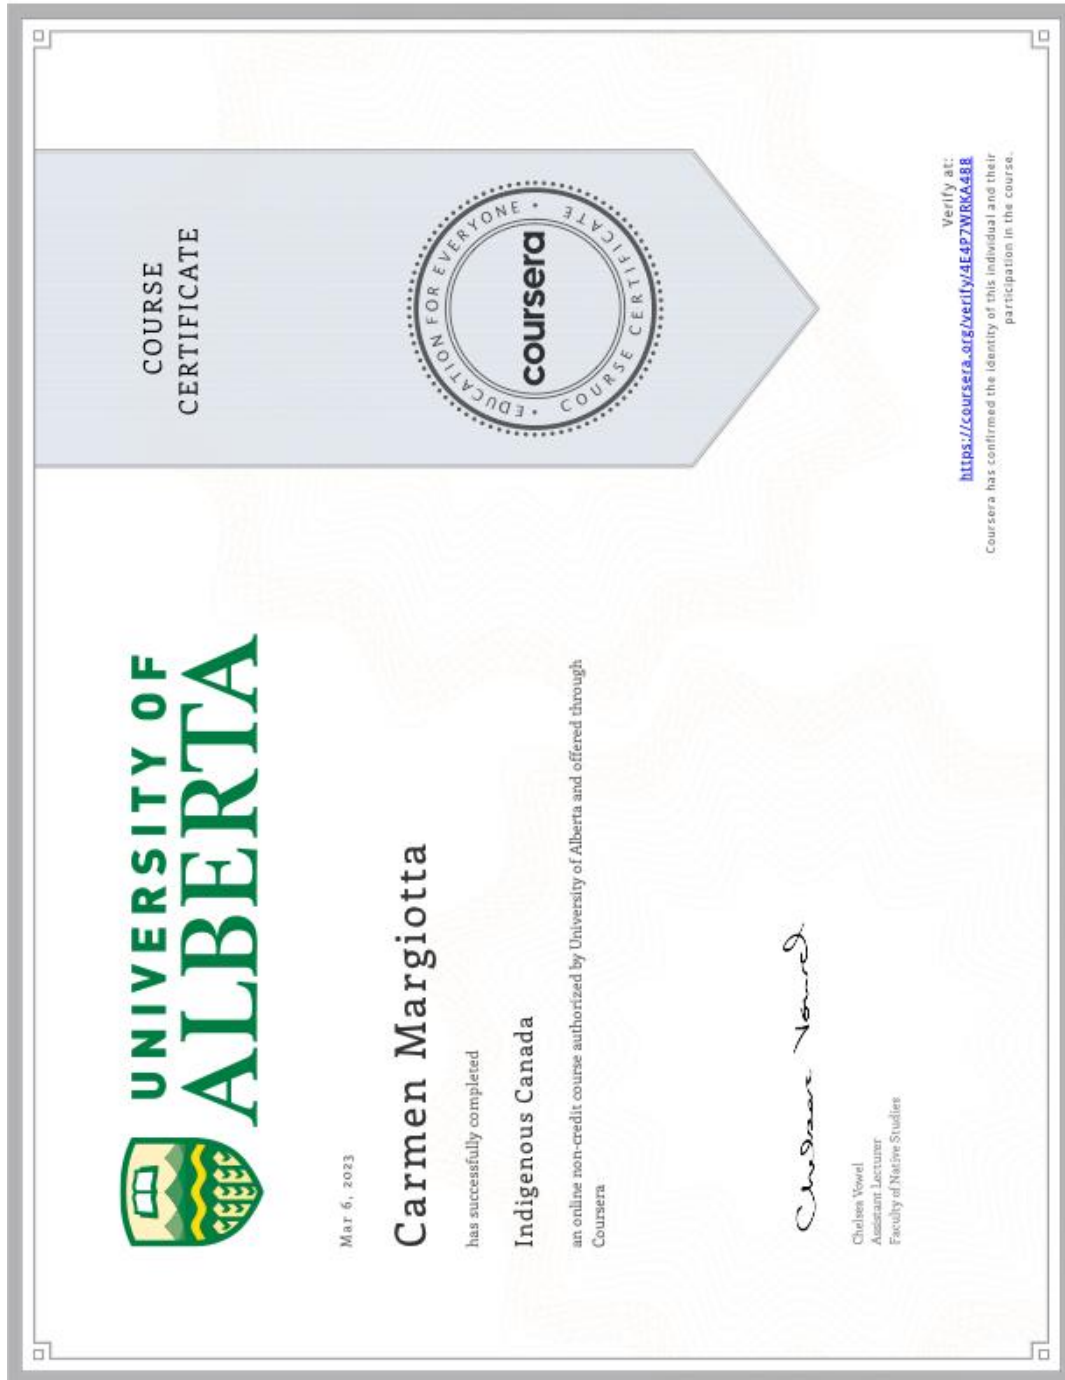 UNIVERSITY OF
ALBERTA
Mar 6, 2023
Carmen Margiotta
has successfully completed
Indigenous Canada
an online non-credit course authorized by University of Alberta and offered through
Coursera
Chelsea Vowel
Assistant Lecturer
Faculty of Native Studies
COURSE
CERTIFICATE
EDUCATION FOR EVERYONE
coursera
COURSE CERTIFICATE
Verify at:
https://coursera.org/verify/4E4P7WRKA488
Coursera has confirmed the identity of this individual and their
participation in the course.